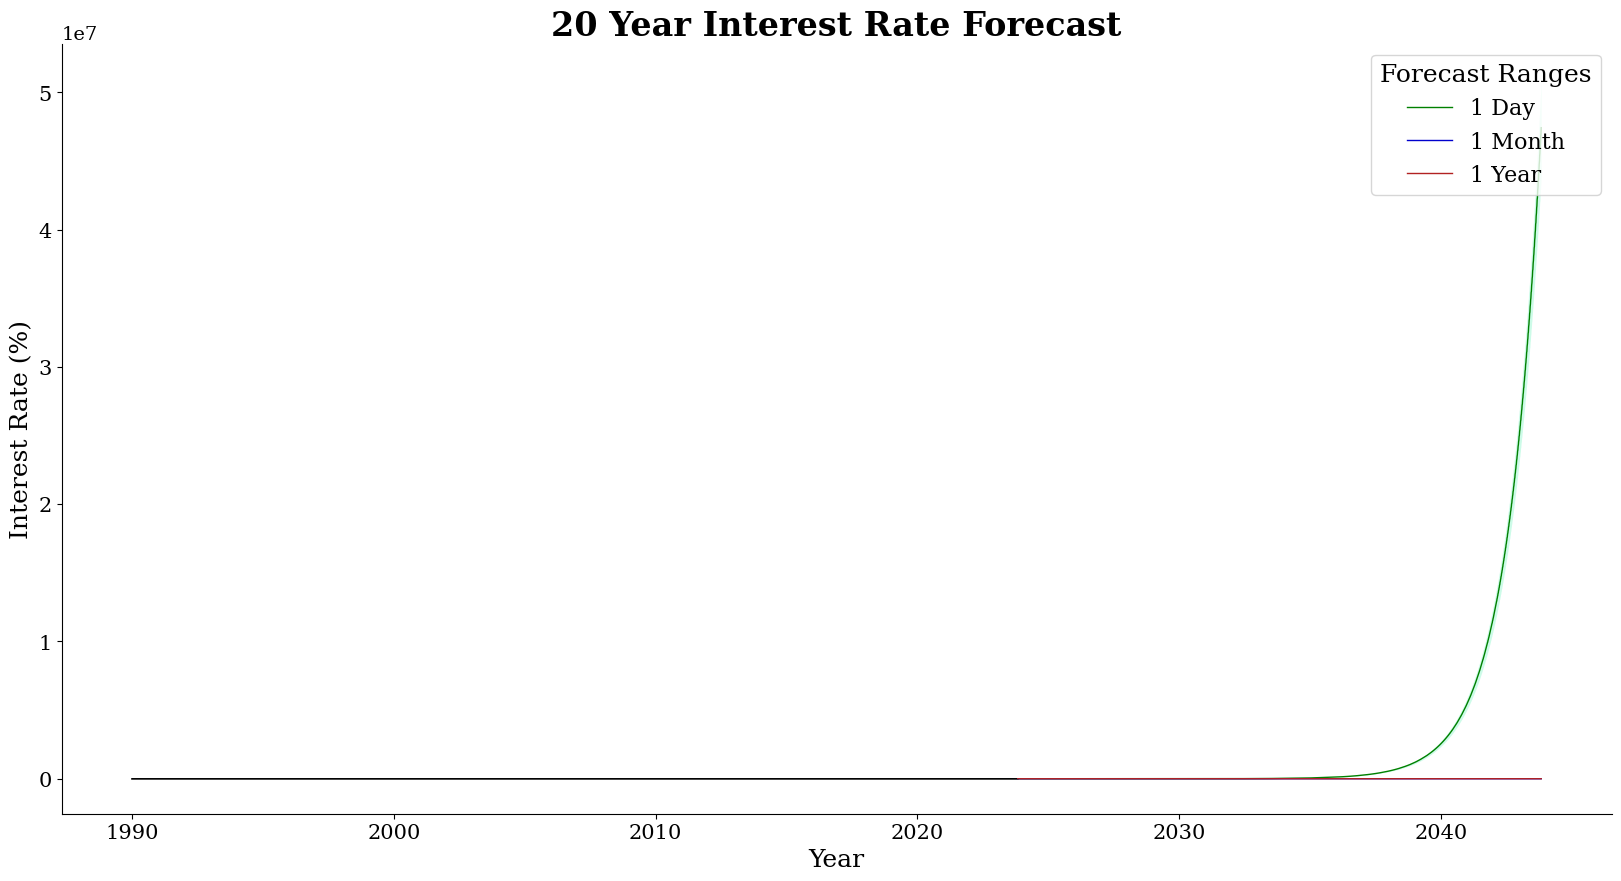 20 Year Interest Rate Forecast
1e7
Forecast Ranges
1 Day
1 Month
1 Year
5
4
3
2
1
0
Interest Rate (%)
1990 2000 2010 2020 2030 2040
Year